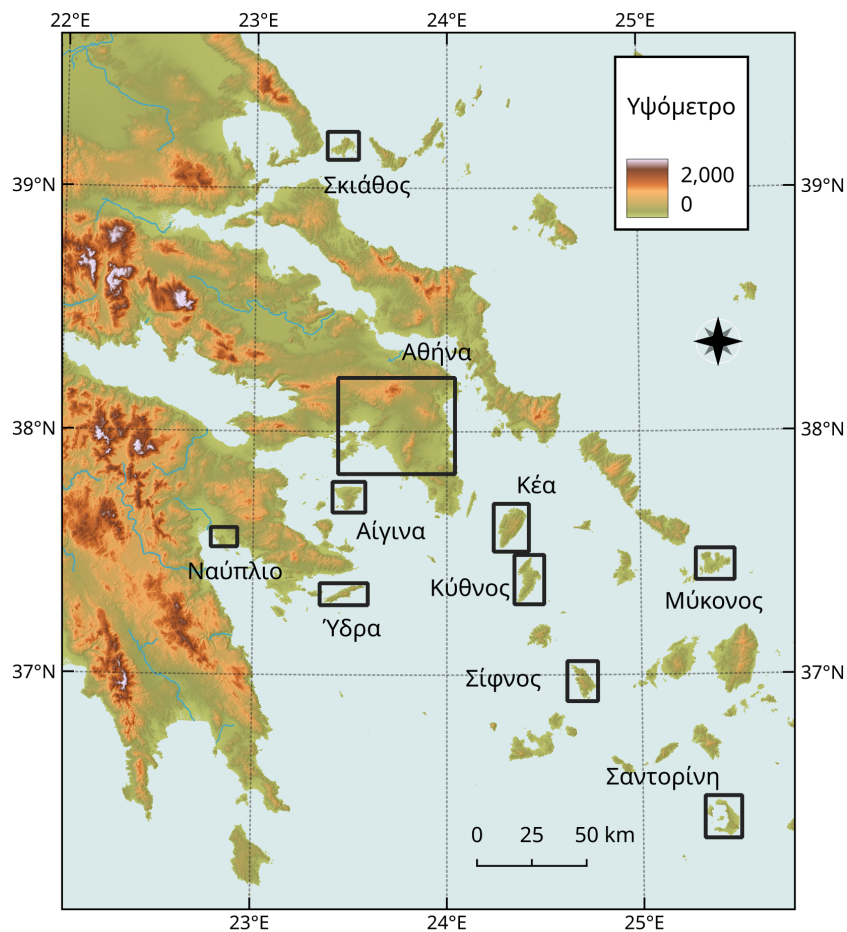 22°E 23°E 24°E 25°E
Υψόμετρο
2,000
0
39°N 39°N
Σκιάθος
Αθήνα
38°N 38°N
Κέα
Αίγινα
Ναύπλιο
Κύθνος
Μύκονος
Ύδρα
37°N 37°N
Σίφνος
Σαντορίνη
0 25 50 km
23°E 24°E 25°E